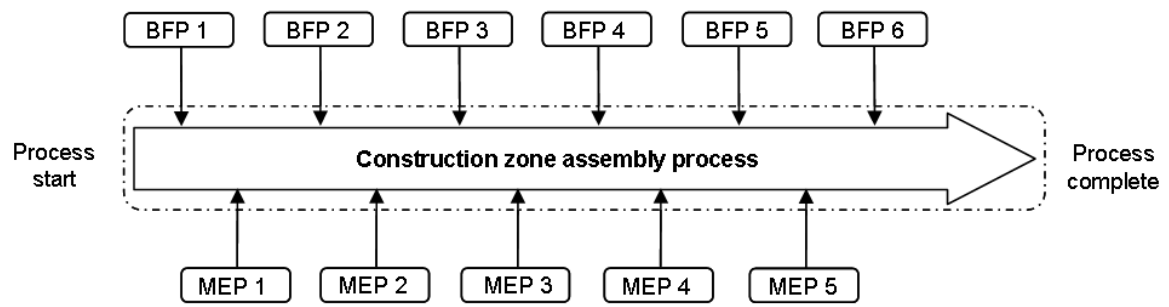 BFP 1
BFP 2
BFP 3
BFP 4
BFP 5
BFP 6
Process
start
Construction zone assembly process
Process
complete
MEP 1
MEP 2
MEP 3
MEP 4
MEP 5